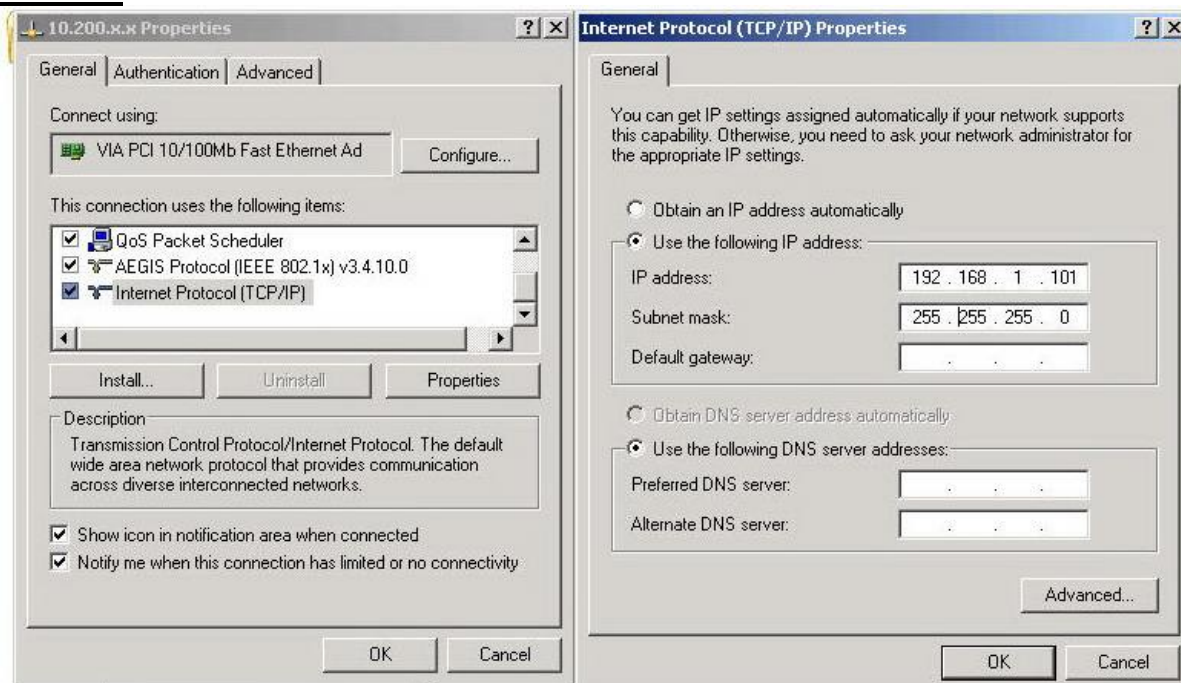 10.200.x.x Properties
General Authentication Advanced
Connect using:
VIA PCI 10/100Mb Fast Ethernet Ad
Configure...
This connection uses the following items:
QoS Packet Scheduler
AEGIS Protocol (IEEE 802.1x) v3.4.10.0
Internet Protocol (TCP/IP)
Install... Uninstall Properties
Description
Transmission Control Protocol/Internet Protocol. The default
wide area network protocol that provides communication
across diverse interconnected networks.
Show icon in notification area when connected
Notify me when this connection has limited or no connectivity
OK Cancel
Internet Protocol (TCP/IP) Properties
General
You can get IP settings assigned automatically if your network supports
this capability. Otherwise, you need to ask your network administrator for
the appropriate IP settings.
Obtain an IP address automatically
Use the following IP address:
IP address: 192 . 168 . 1 . 101
Subnet mask: 255 . 255 . 255 . 0
Default gateway: . . .
Obtain DNS server address automatically
Use the following DNS server addresses:
Preferred DNS server: . . .
Alternate DNS server: . . .
Advanced...
OK Cancel